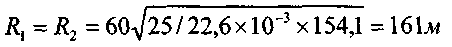 R₁ = R₂ = 60√25/22,6×10⁻³×154,1 = 161м